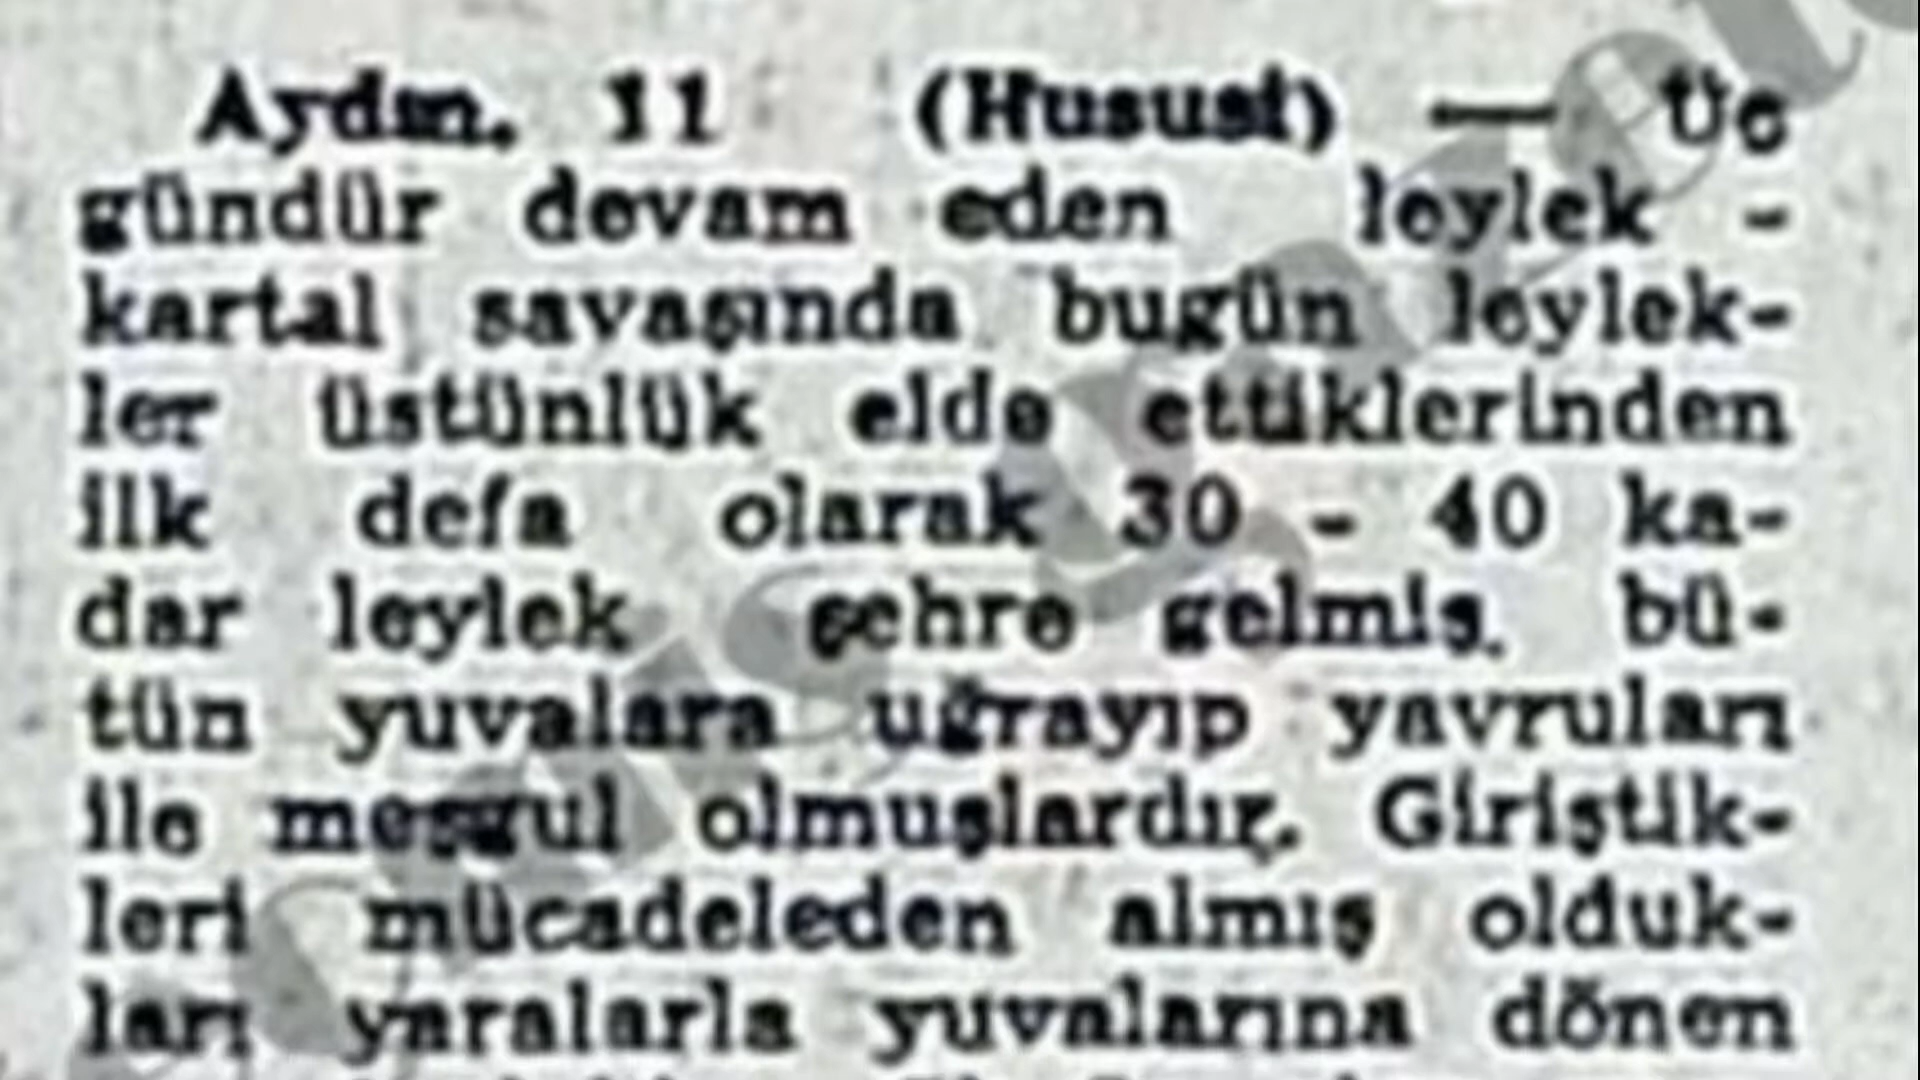 Aydın, 11 (Hususi) — Üç
gündür devam eden leylek -
kartal savaşında bugün leylek-
ler üstünlük elde ettiklerinden
ilk defa olarak 30 - 40 ka-
dar leylek şehre gelmiş, bü-
tün yuvalara uğrayıp yavruları
ile meşgul olmuşlardır. Giriştik-
leri mücadeleden almış olduk-
ları yaralarla yuvalarına dönen